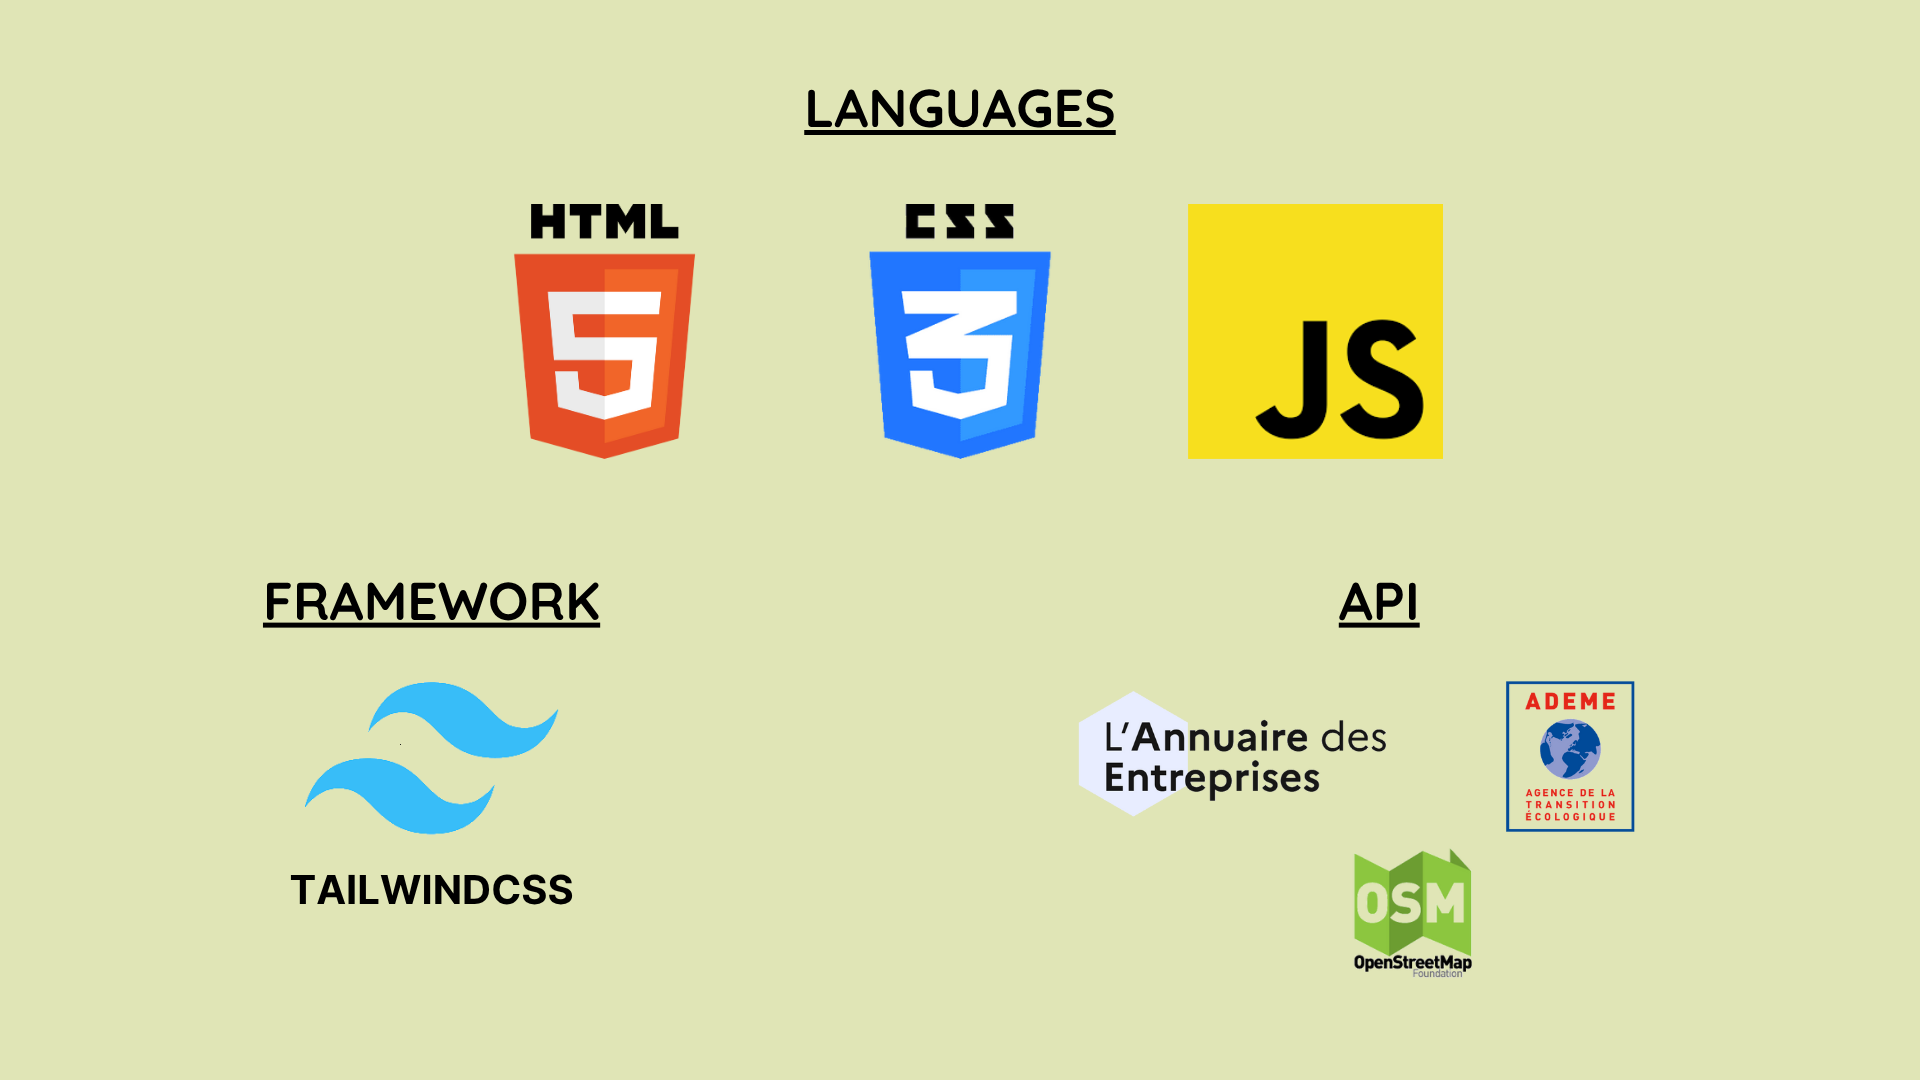 LANGUAGES
HTML
5
CSS
3
JS
FRAMEWORK
TAILWINDCSS
API
L'Annuaire des
Entreprises
ADEME
AGENCE DE LA
TRANSITION
ÉCOLOGIQUE
OSM
OpenStreetMap
Foundation